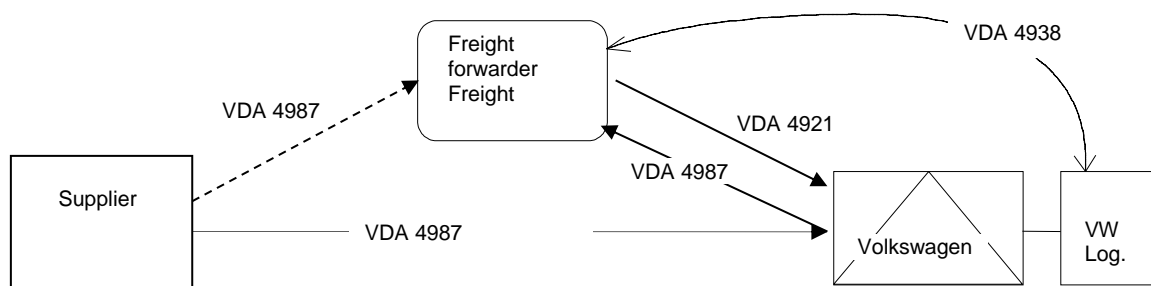 VDA 4938
Freight
forwarder
Freight
VDA 4987
VDA 4921
VDA 4987
Supplier
VDA 4987
Volkswagen
VW
Log.